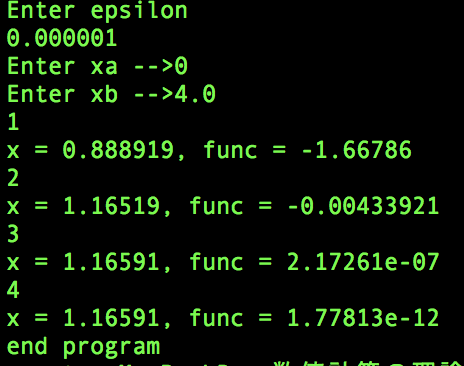 Enter epsilon
0.000001
Enter xa -->0
Enter xb -->4.0
1
x = 0.888919, func = -1.66786
2
x = 1.16519, func = -0.00433921
3
x = 1.16591, func = 2.17261e-07
4
x = 1.16591, func = 1.77813e-12
end program